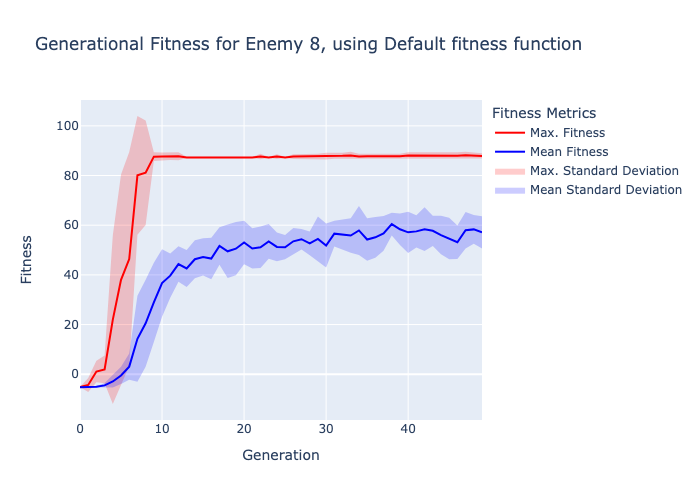 Generational Fitness for Enemy 8, using Default fitness function
Fitness Metrics
Max. Fitness
Mean Fitness
Max. Standard Deviation
Mean Standard Deviation
100
80
60
40
20
0
Fitness
0
10
20
30
40
Generation